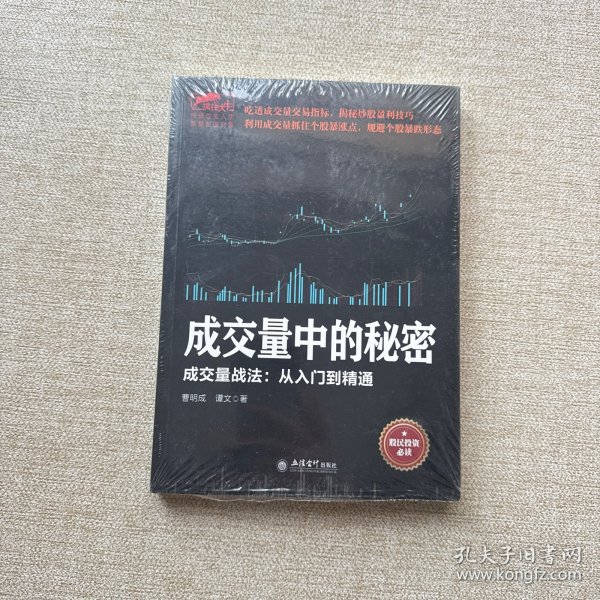 吃透成交量交易指标，揭秘炒股盈利技巧
利用成交量抓住个股暴涨点，规避个股暴跌形态
成交量中的秘密
成交量战法：从入门到精通
曹明成 谭文◎著
股民投资
必读
立信会计出版社
孔夫子旧书网
www.kongfz.com